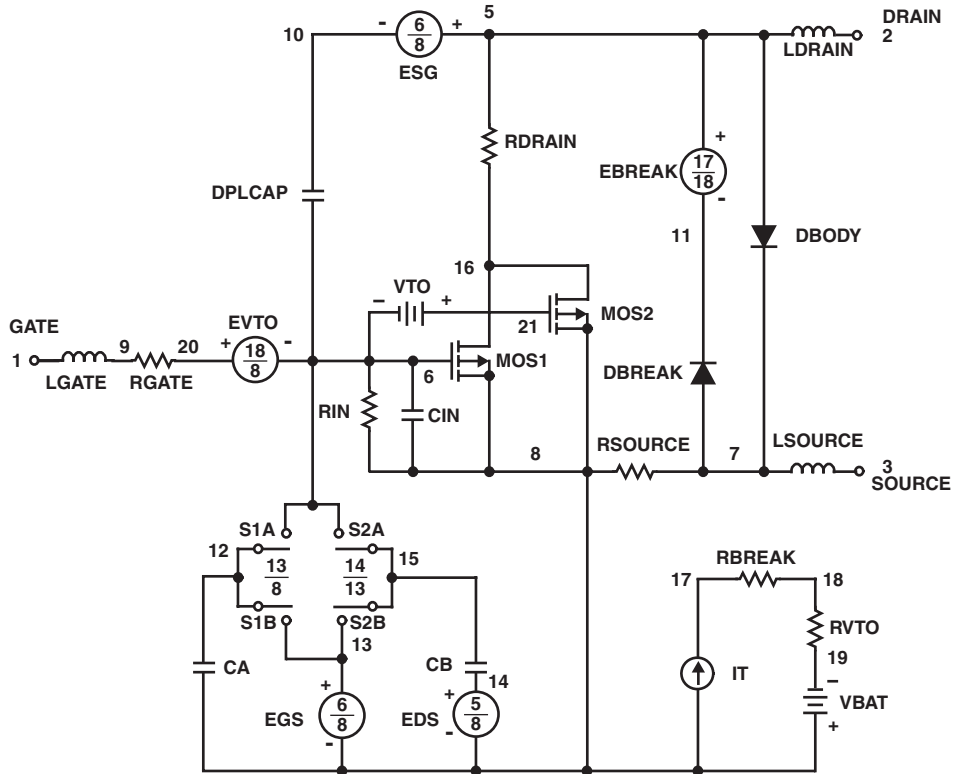 DRAIN
2
5
10
-
6
8
+
ESG
LDRAIN
RDRAIN
+
EBREAK
17
18
-
DPLCAP
11
DBODY
16
VTO
-
+
21
MOS2
GATE
1
LGATE
9
RGATE
20
EVTO
+
18
8
-
6
MOS1
DBREAK
RIN
CIN
8
RSOURCE
7
LSOURCE
3
SOURCE
S1A
S2A
12
13
8
14
13
15
S1B
S2B
13
RBREAK
17
18
RVTO
19
CA
CB
14
+
6
8
-
EGS
+
5
8
-
EDS
IT
-
VBAT
+